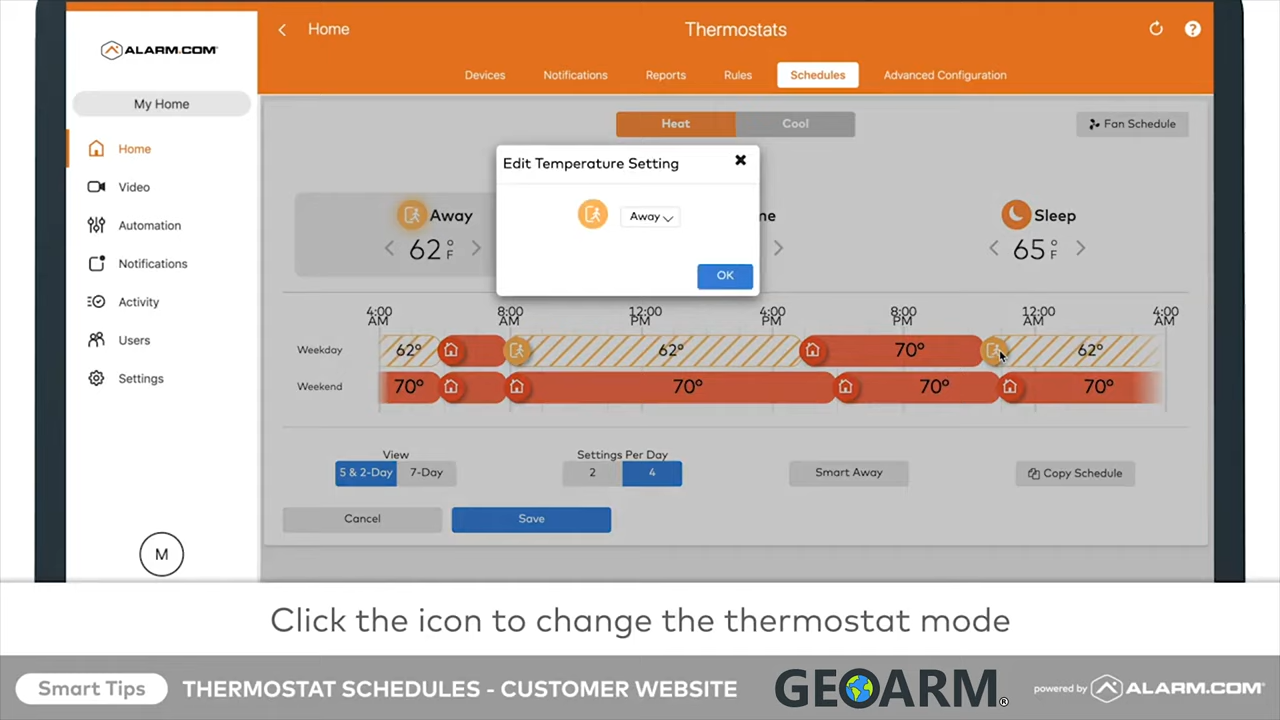 ALARM.COM
My Home
Home
Video
Automation
Notifications
Activity
Users
Settings
M
Home
Thermostats
?
Devices Notifications Reports Rules Schedules Advanced Configuration
Heat Cool
Fan Schedule
Edit Temperature Setting
Away
OK
Away
62 °F
me
Sleep
65 °F
4:00 AM 8:00 AM 12:00 PM 4:00 PM 8:00 PM 12:00 AM 4:00 AM
Weekday 62° 62° 70° 62°
Weekend 70° 70° 70° 70°
View
5 & 2-Day 7-Day
Settings Per Day
2 4
Smart Away
Copy Schedule
Cancel Save
Click the icon to change the thermostat mode
Smart Tips THERMOSTAT SCHEDULES - CUSTOMER WEBSITE GEOARM® powered by ALARM.COM™